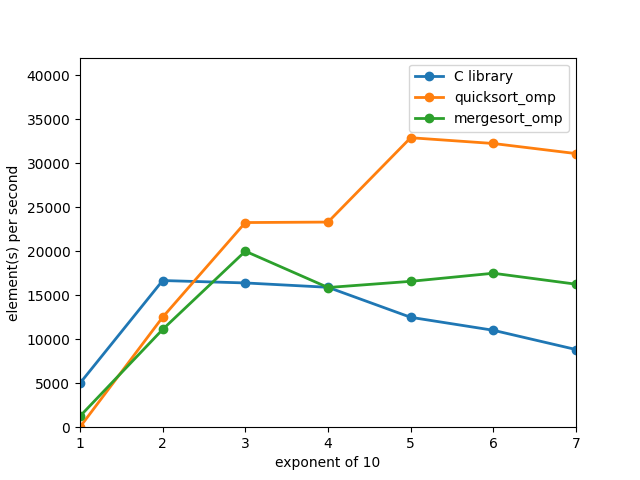 40000
35000
30000
25000
20000
15000
10000
5000
0
element(s) per second
C library
quicksort_omp
mergesort_omp
1 2 3 4 5 6 7
exponent of 10